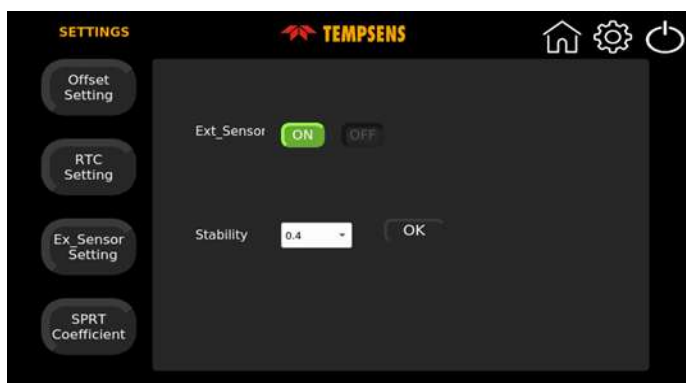 SETTINGS
TEMPSENS
Offset
Setting
RTC
Setting
Ex_Sensor
Setting
SPRT
Coefficient
Ext_Sensor
ON
OFF
Stability
0.4
OK